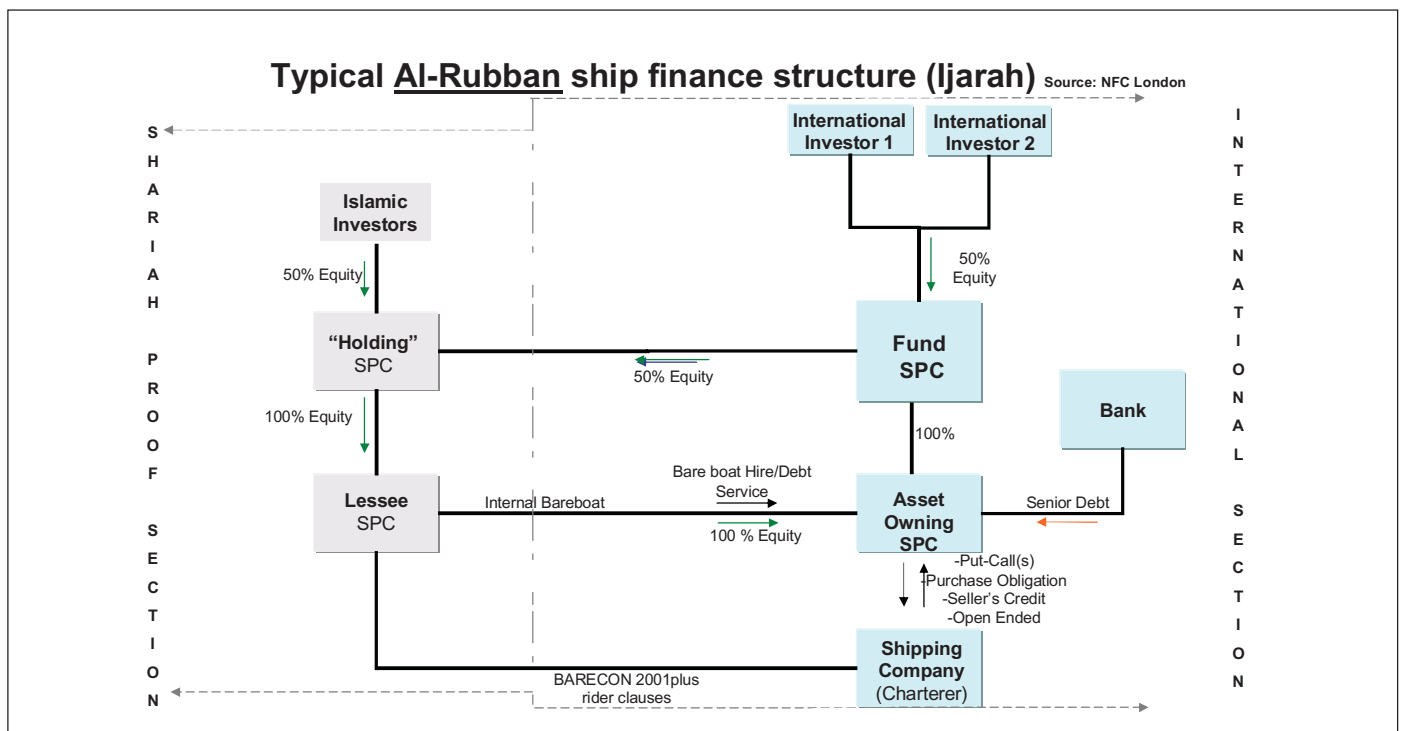 Typical Al-Rubban ship finance structure (Ijarah) Source: NFC London
SHARIAH PROOF SECTION
INTERNATIONAL SECTION
International
Investor 1
International
Investor 2
Islamic
Investors
50% Equity
50%
Equity
“Holding”
SPC
Fund
SPC
50% Equity
100% Equity
100%
Bank
Lessee
SPC
Internal Bareboat
Bare boat Hire/Debt
Service
100 % Equity
Asset
Owning
SPC
Senior Debt
-Put-Call(s)
-Purchase Obligation
-Seller’s Credit
-Open Ended
Shipping
Company
(Charterer)
BARECON 2001plus
rider clauses